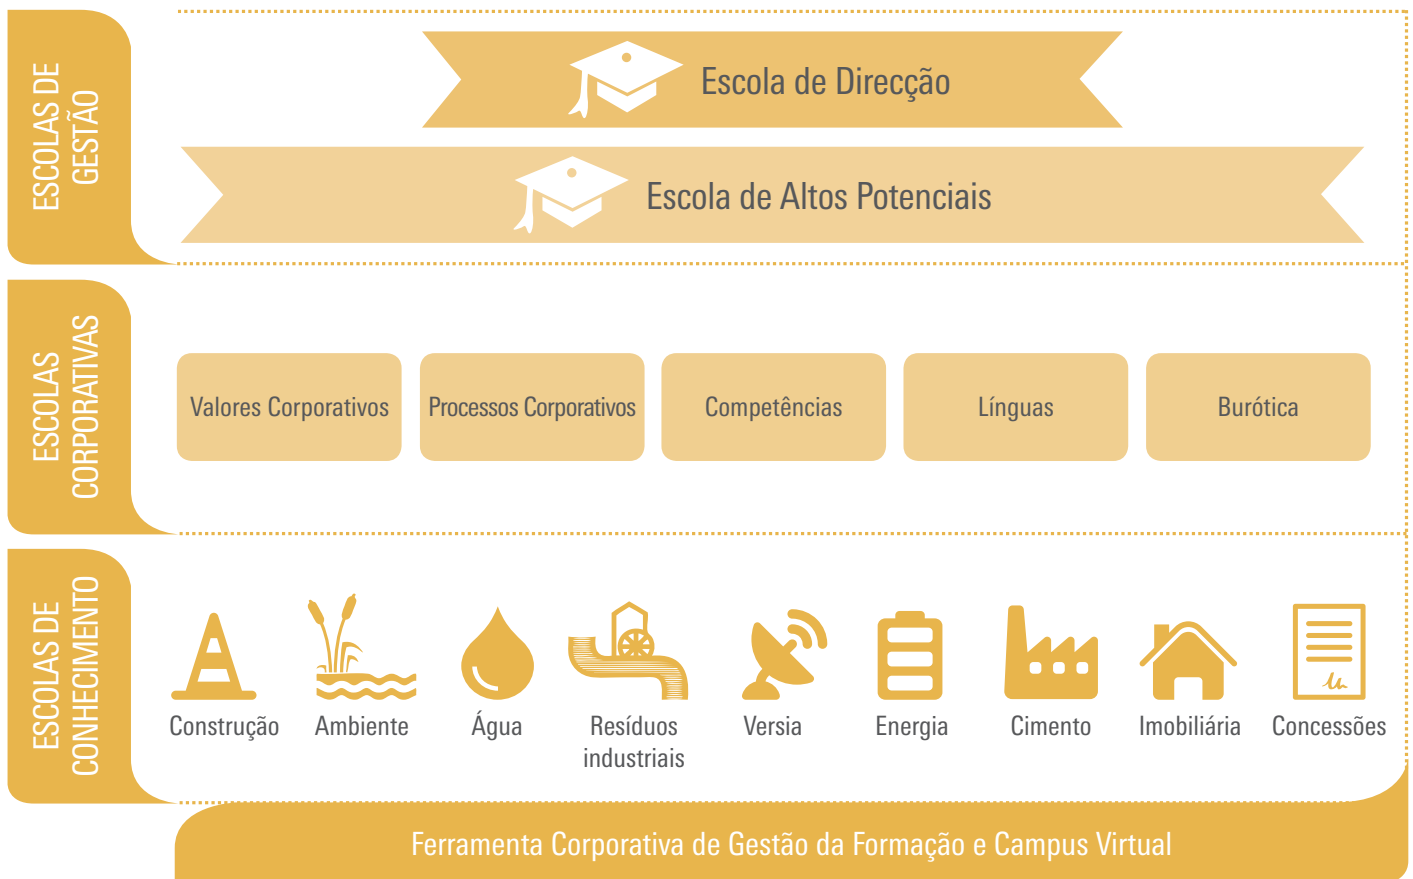 ESCOLAS DE
GESTÃO
Escola de Direcção
Escola de Altos Potenciais
ESCOLAS
CORPORATIVAS
Valores Corporativos
Processos Corporativos
Competências
Línguas
Burótica
ESCOLAS DE
CONHECIMENTO
Construção
Ambiente
Água
Resíduos
industriais
Versia
Energia
Cimento
Imobiliária
Concessões
Ferramenta Corporativa de Gestão da Formação e Campus Virtual